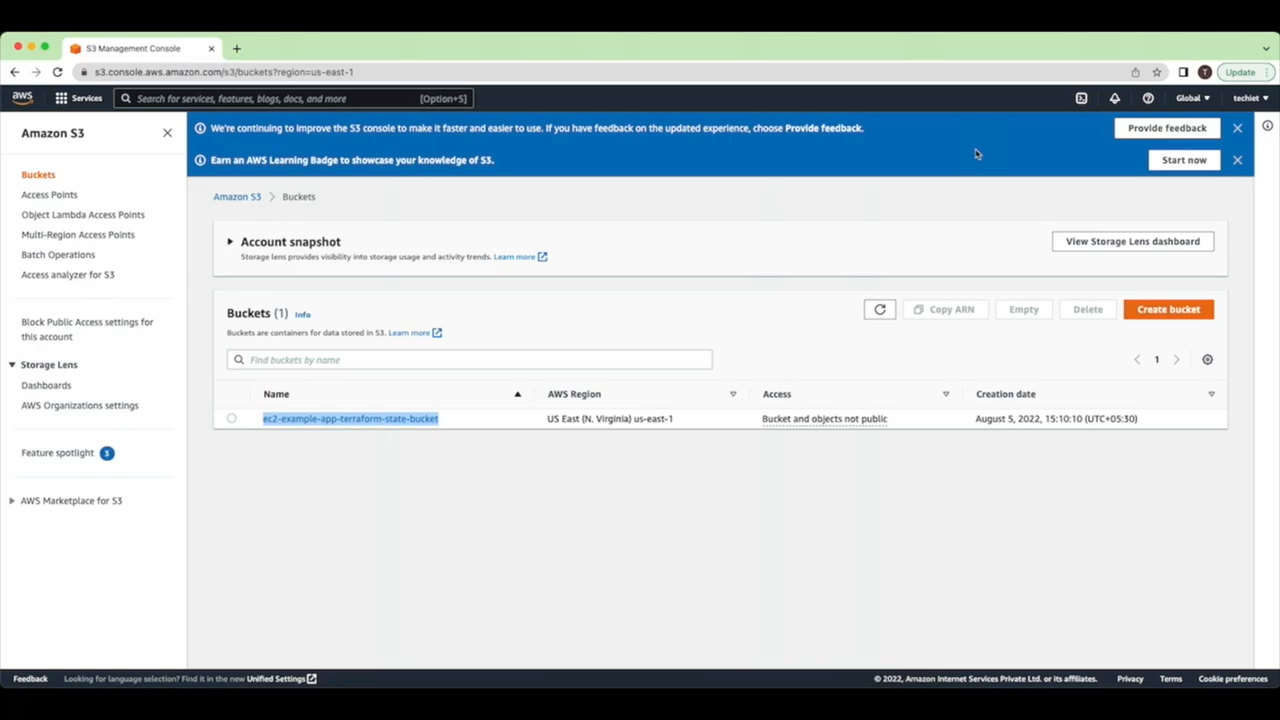 S3 Management Console
s3.console.aws.amazon.com/s3/buckets?region=us-east-1
T
Update
aws
Services
Search for services, features, blogs, docs, and more
[Option+S]
Global
techiet
Amazon S3
Buckets
Access Points
Object Lambda Access Points
Multi-Region Access Points
Batch Operations
Access analyzer for S3
Block Public Access settings for
this account
Storage Lens
Dashboards
AWS Organizations settings
Feature spotlight 3
AWS Marketplace for S3
We're continuing to improve the S3 console to make it faster and easier to use. If you have feedback on the updated experience, choose Provide feedback.
Provide feedback
Earn an AWS Learning Badge to showcase your knowledge of S3.
Start now
Amazon S3 > Buckets
Account snapshot
Storage lens provides visibility into storage usage and activity trends. Learn more
View Storage Lens dashboard
Buckets (1) Info
Buckets are containers for data stored in S3. Learn more
Copy ARN
Empty
Delete
Create bucket
Find buckets by name
1
Name AWS Region Access Creation date
ec2-example-app-terraform-state-bucket US East (N. Virginia) us-east-1 Bucket and objects not public August 5, 2022, 15:10:10 (UTC+05:30)
Feedback
Looking for language selection? Find it in the new Unified Settings
© 2022, Amazon Internet Services Private Ltd. or its affiliates.
Privacy
Terms
Cookie preferences